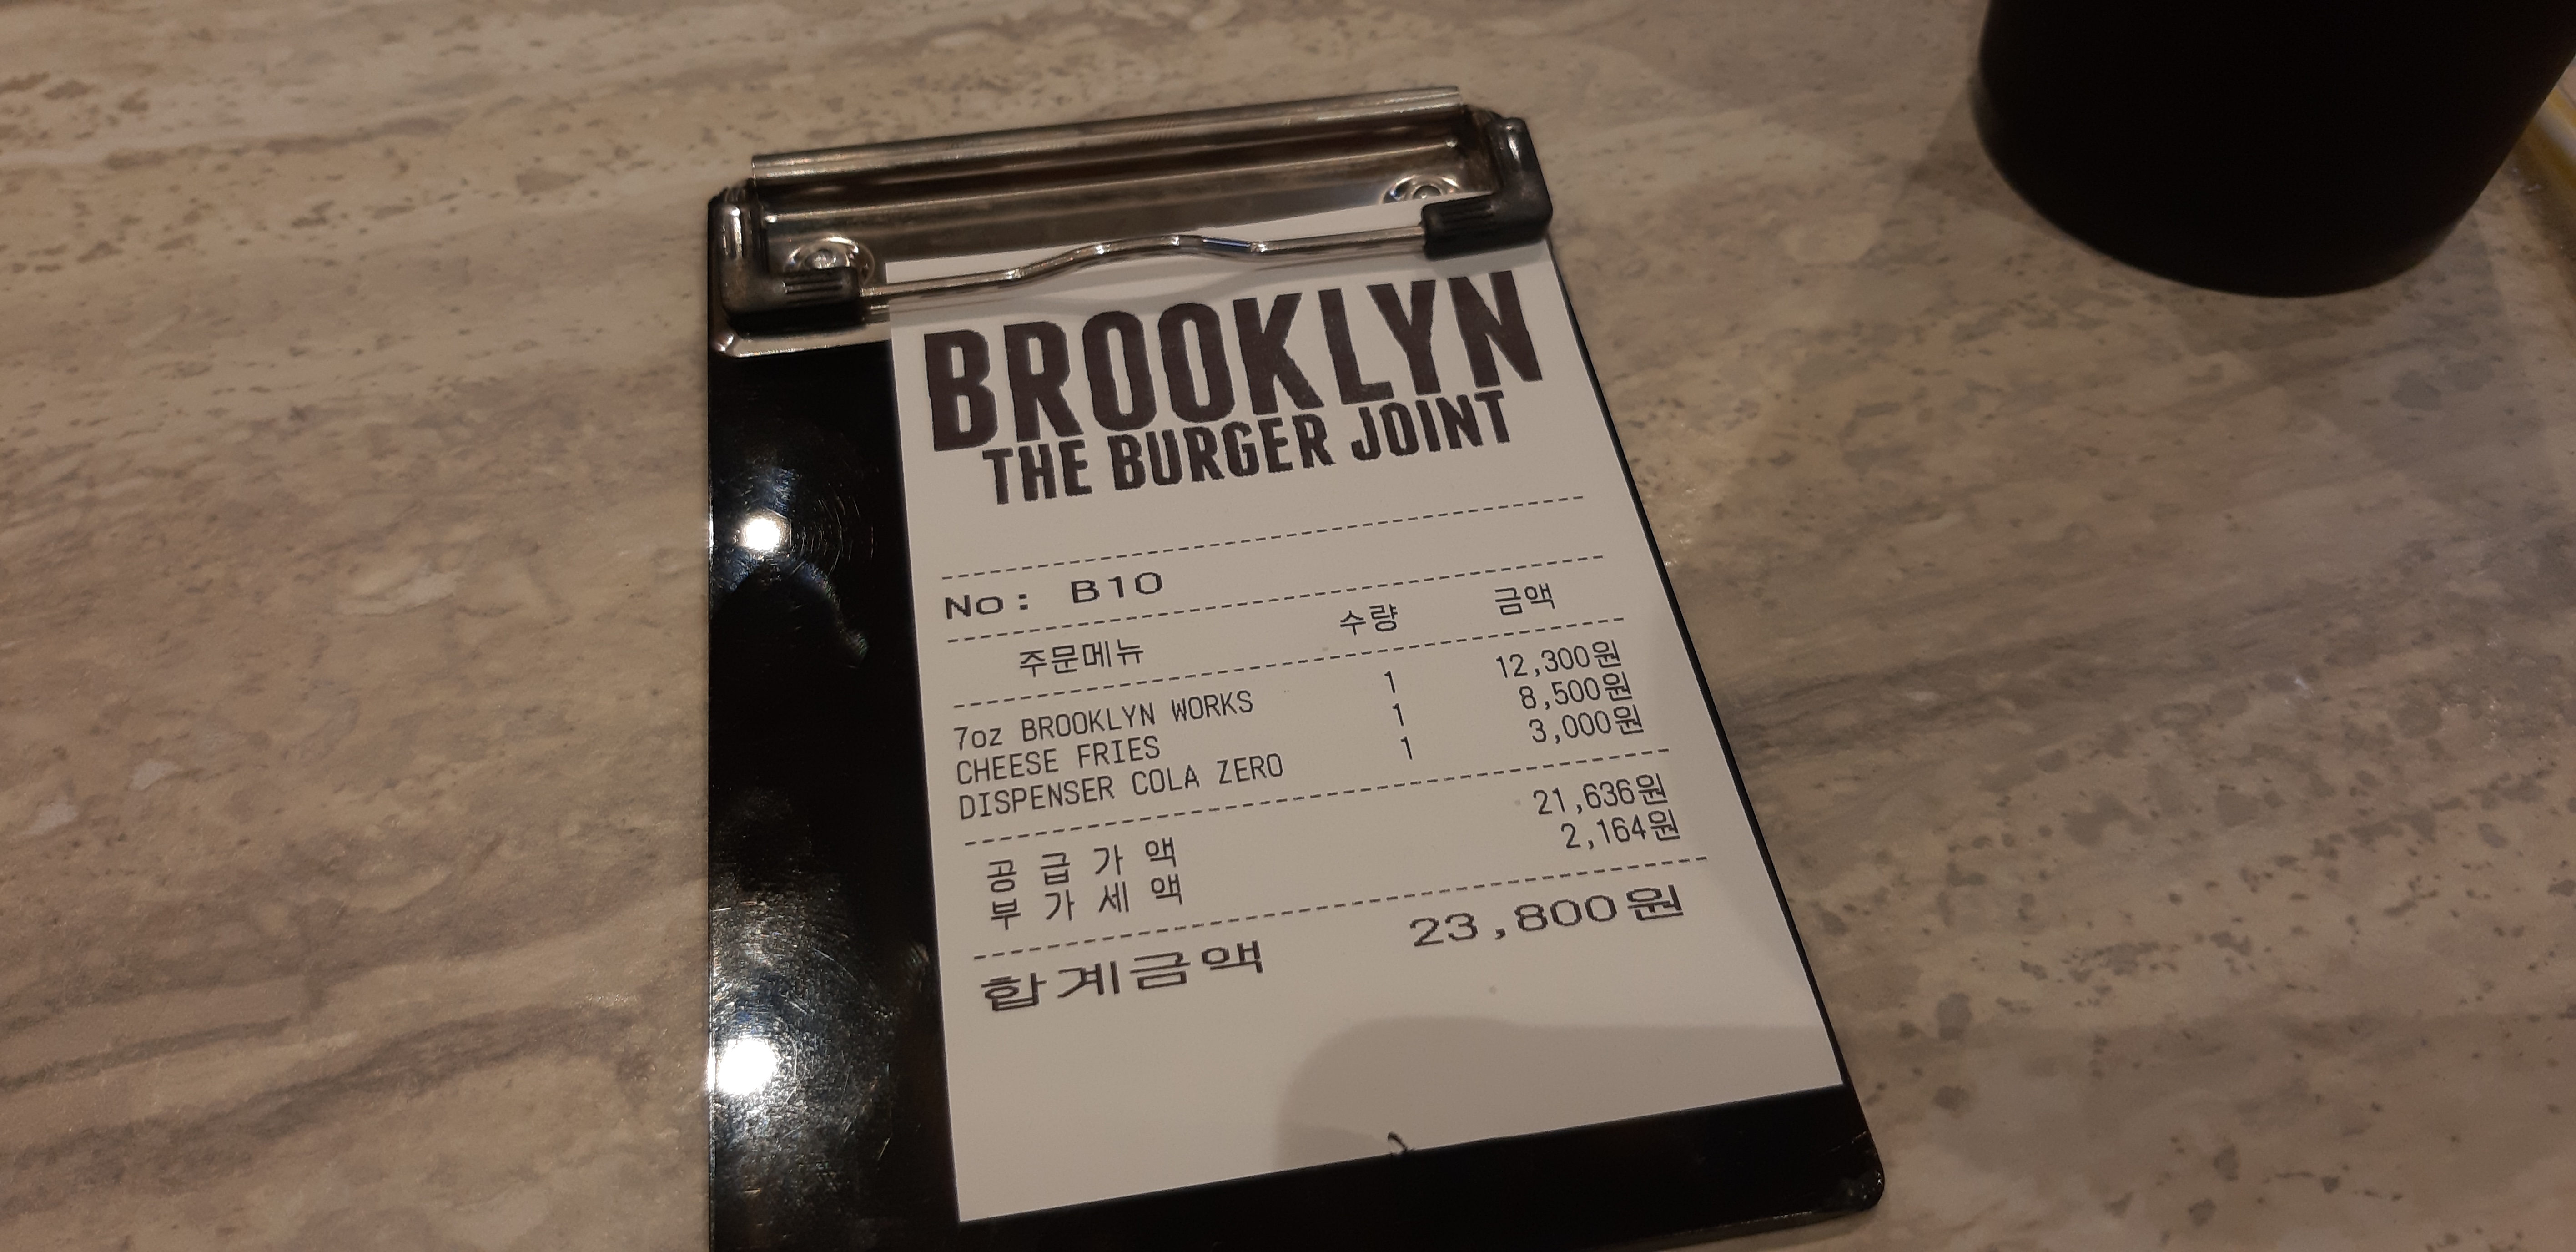 BROOKLYN
THE BURGER JOINT
No: B10
주문메뉴 수량 금액
7oz BROOKLYN WORKS 1 12,300원
CHEESE FRIES 1 8,500원
DISPENSER COLA ZERO 1 3,000원
공 급 가 액 21,636원
부 가 세 액 2,164원
합계금액 23,800원